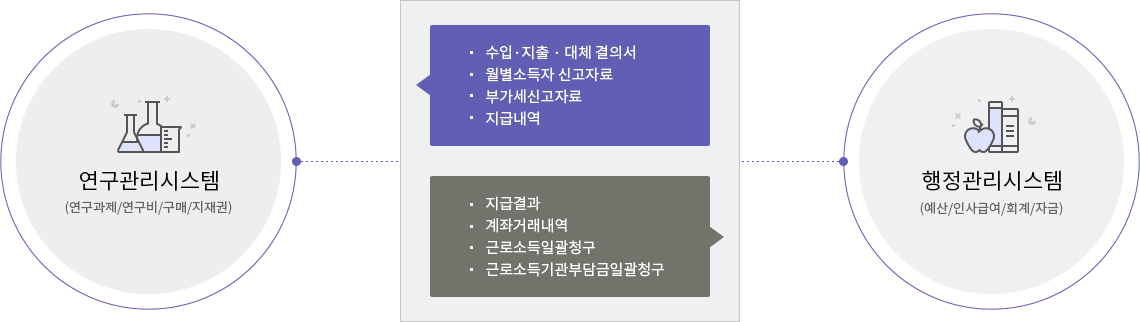 연구관리시스템
(연구과제/연구비/구매/지재권)
· 수입·지출 · 대체 결의서
· 월별소득자 신고자료
· 부가세신고자료
· 지급내역
· 지급결과
· 계좌거래내역
· 근로소득일괄청구
· 근로소득기관부담금일괄청구
행정관리시스템
(예산/인사급여/회계/자금)